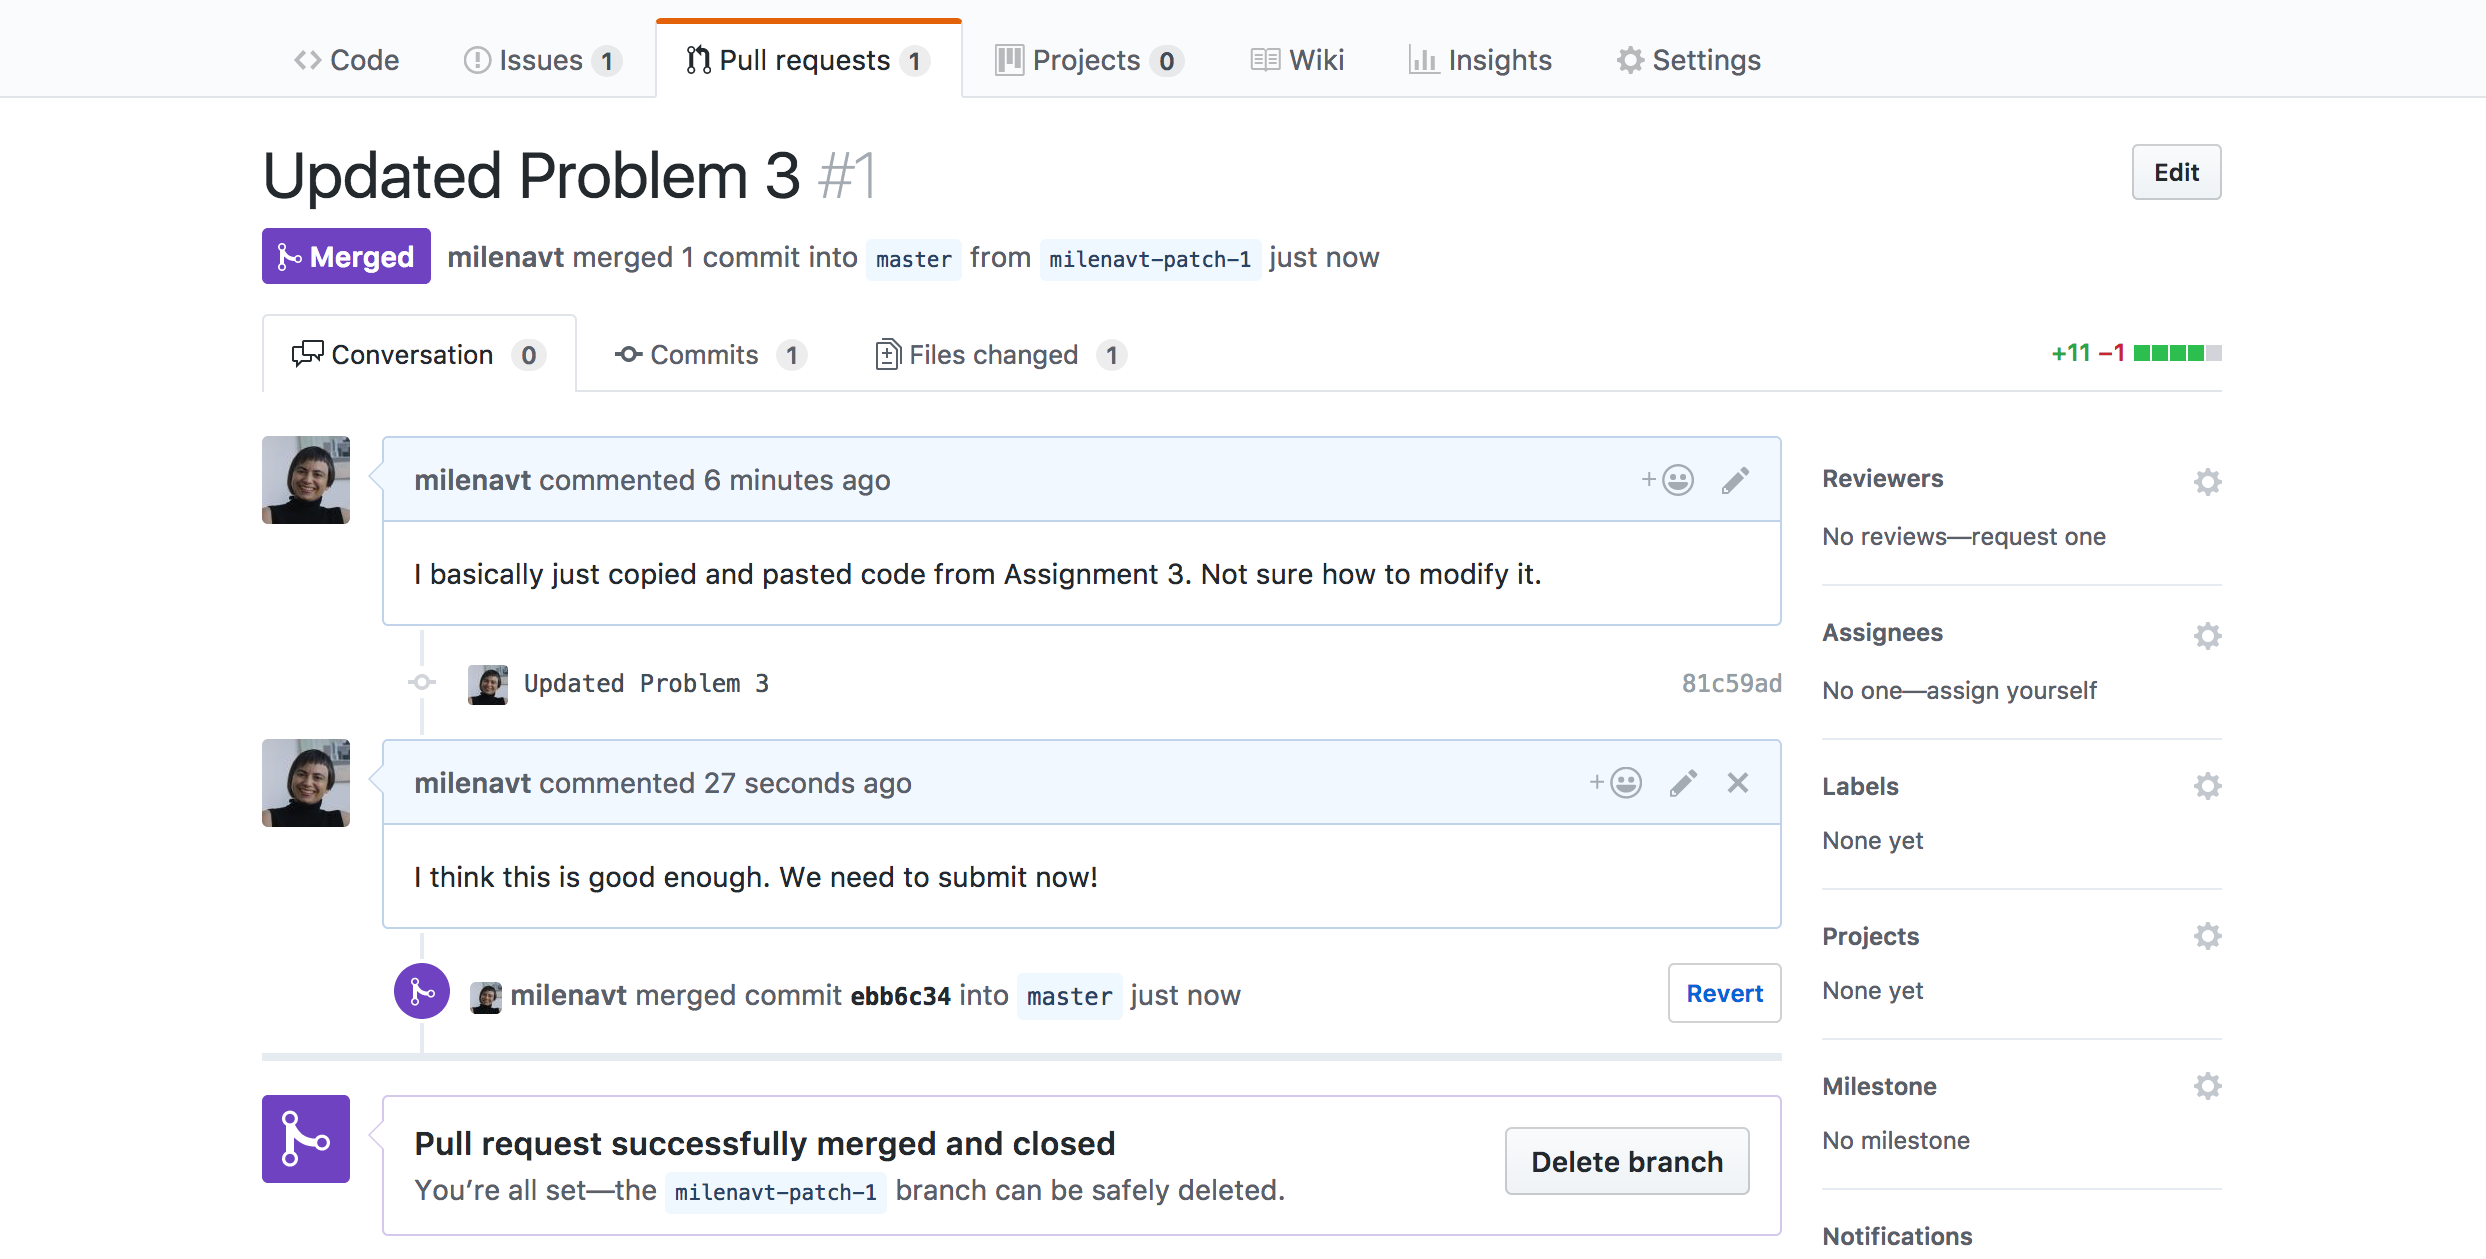 Code Issues 1 Pull requests 1 Projects 0 Wiki Insights Settings
Updated Problem 3 #1
Edit
Merged milenavt merged 1 commit into master from milenavt-patch-1 just now
Conversation 0 Commits 1 Files changed 1 +11 −1
milenavt commented 6 minutes ago
I basically just copied and pasted code from Assignment 3. Not sure how to modify it.
Updated Problem 3 81c59ad
milenavt commented 27 seconds ago
I think this is good enough. We need to submit now!
milenavt merged commit ebb6c34 into master just now
Revert
Pull request successfully merged and closed
You’re all set—the milenavt-patch-1 branch can be safely deleted.
Delete branch
Reviewers
No reviews—request one
Assignees
No one—assign yourself
Labels
None yet
Projects
None yet
Milestone
No milestone
Notifications